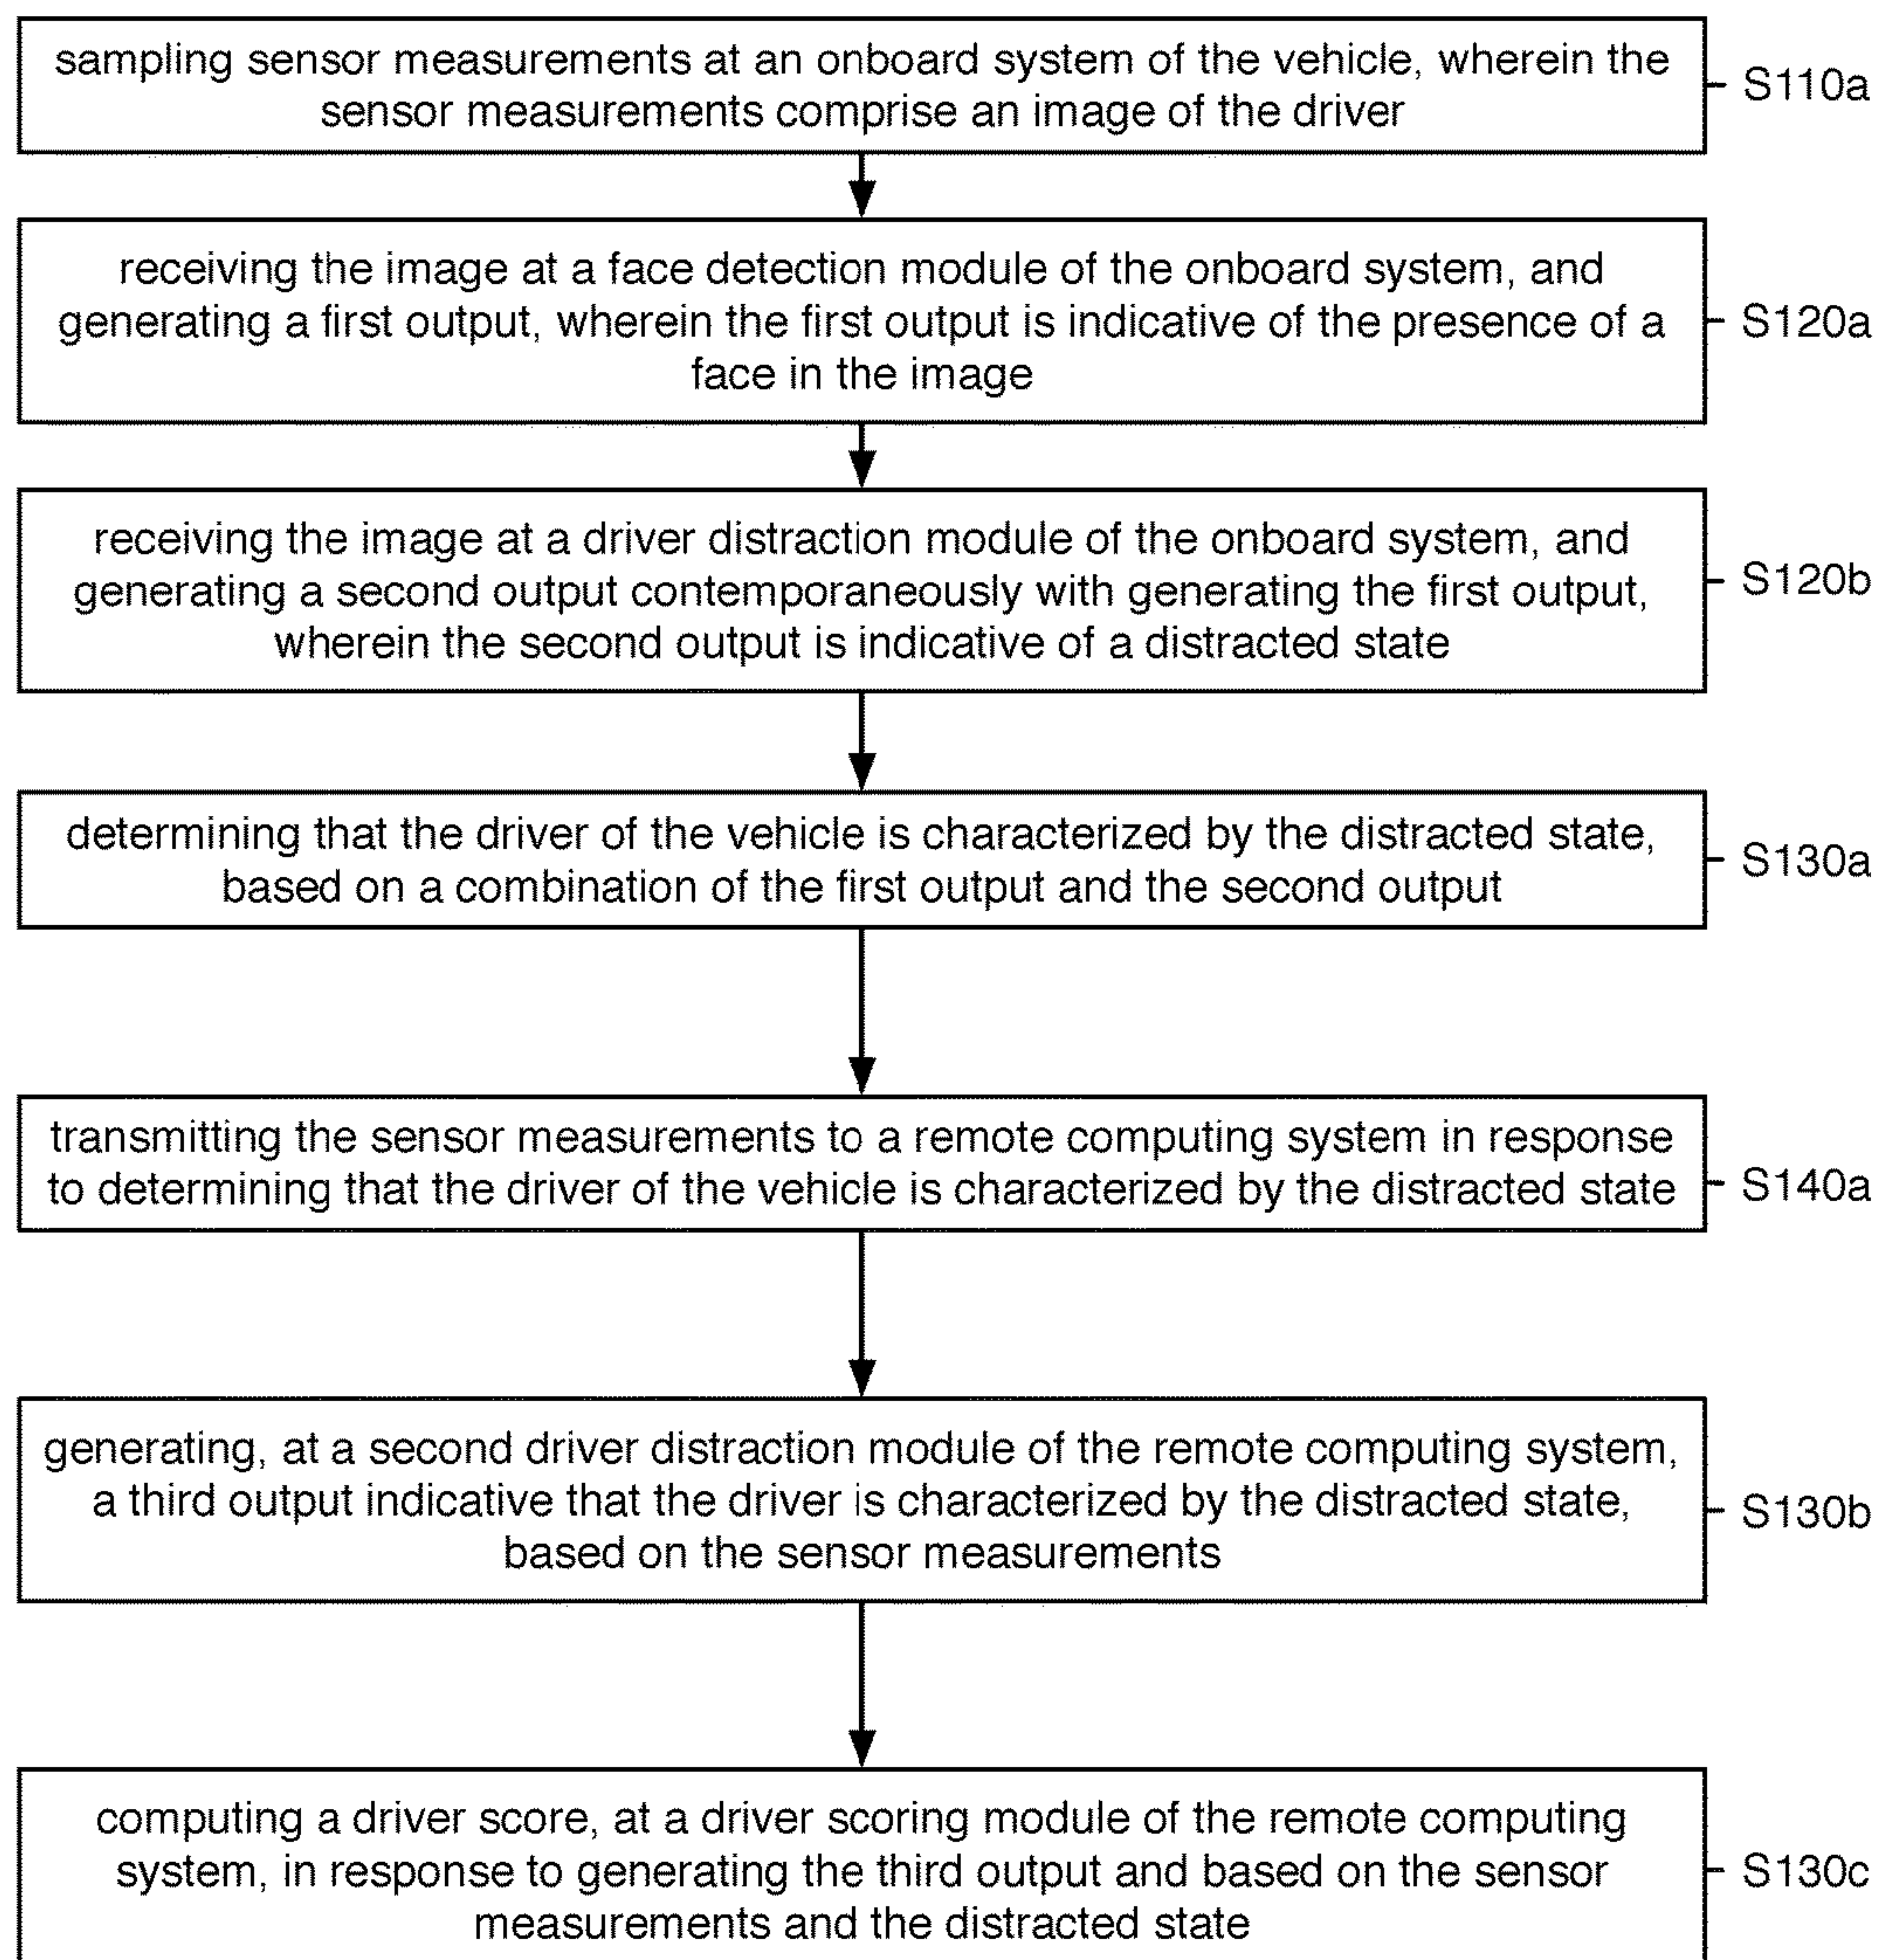 sampling sensor measurements at an onboard system of the vehicle, wherein the
sensor measurements comprise an image of the driver
S110a
receiving the image at a face detection module of the onboard system, and
generating a first output, wherein the first output is indicative of the presence of a
face in the image
S120a
receiving the image at a driver distraction module of the onboard system, and
generating a second output contemporaneously with generating the first output,
wherein the second output is indicative of a distracted state
S120b
determining that the driver of the vehicle is characterized by the distracted state,
based on a combination of the first output and the second output
S130a
transmitting the sensor measurements to a remote computing system in response
to determining that the driver of the vehicle is characterized by the distracted state
S140a
generating, at a second driver distraction module of the remote computing system,
a third output indicative that the driver is characterized by the distracted state,
based on the sensor measurements
S130b
computing a driver score, at a driver scoring module of the remote computing
system, in response to generating the third output and based on the sensor
measurements and the distracted state
S130c